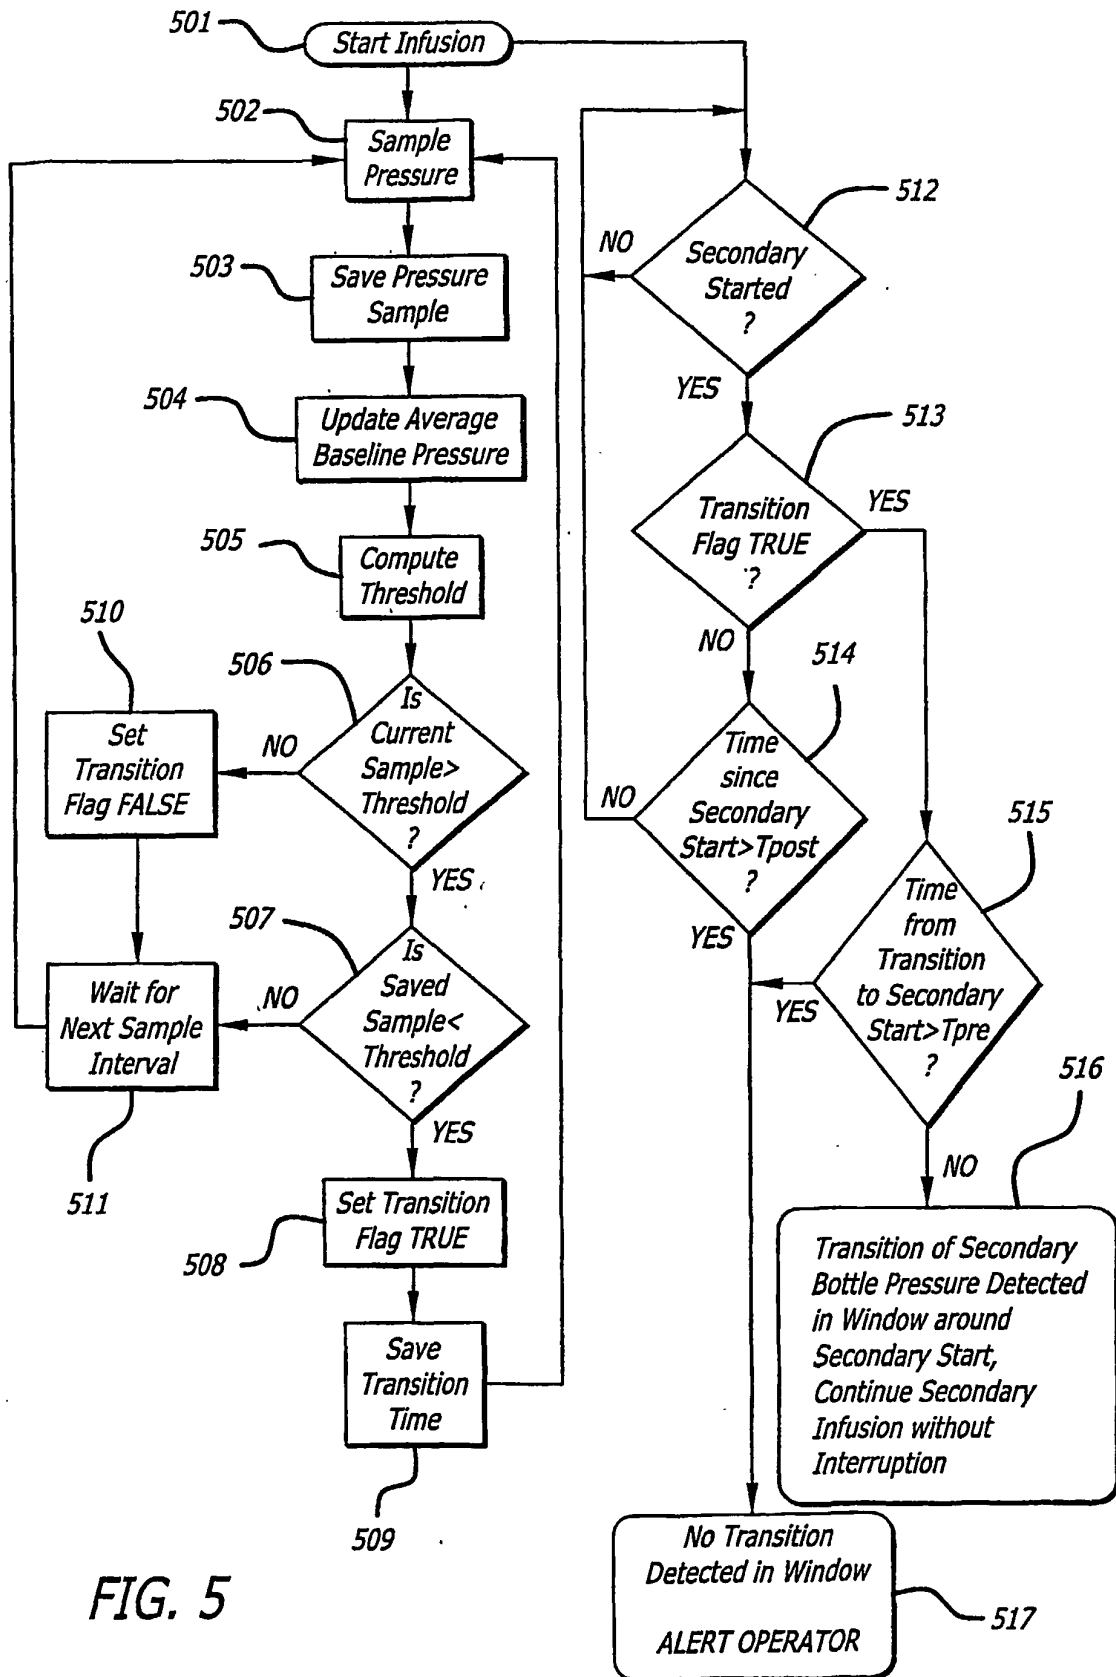 501
Start Infusion
502
Sample
Pressure
503
Save Pressure
Sample
504
Update Average
Baseline Pressure
505
Compute
Threshold
506
Is
Current
Sample>
Threshold
?
NO
YES
510
Set
Transition
Flag FALSE
507
Is
Saved
Sample<
Threshold
?
NO
YES
Wait for
Next Sample
Interval
511
Set Transition
Flag TRUE
508
Save
Transition
Time
509
512
Secondary
Started
?
NO
YES
513
Transition
Flag TRUE
?
YES
NO
514
Time
since
Secondary
Start>Tpost
?
NO
YES
515
Time
from
Transition
to Secondary
Start>Tpre
?
YES
NO
516
Transition of Secondary
Bottle Pressure Detected
in Window around
Secondary Start,
Continue Secondary
Infusion without
Interruption
No Transition
Detected in Window
ALERT OPERATOR
517
FIG. 5